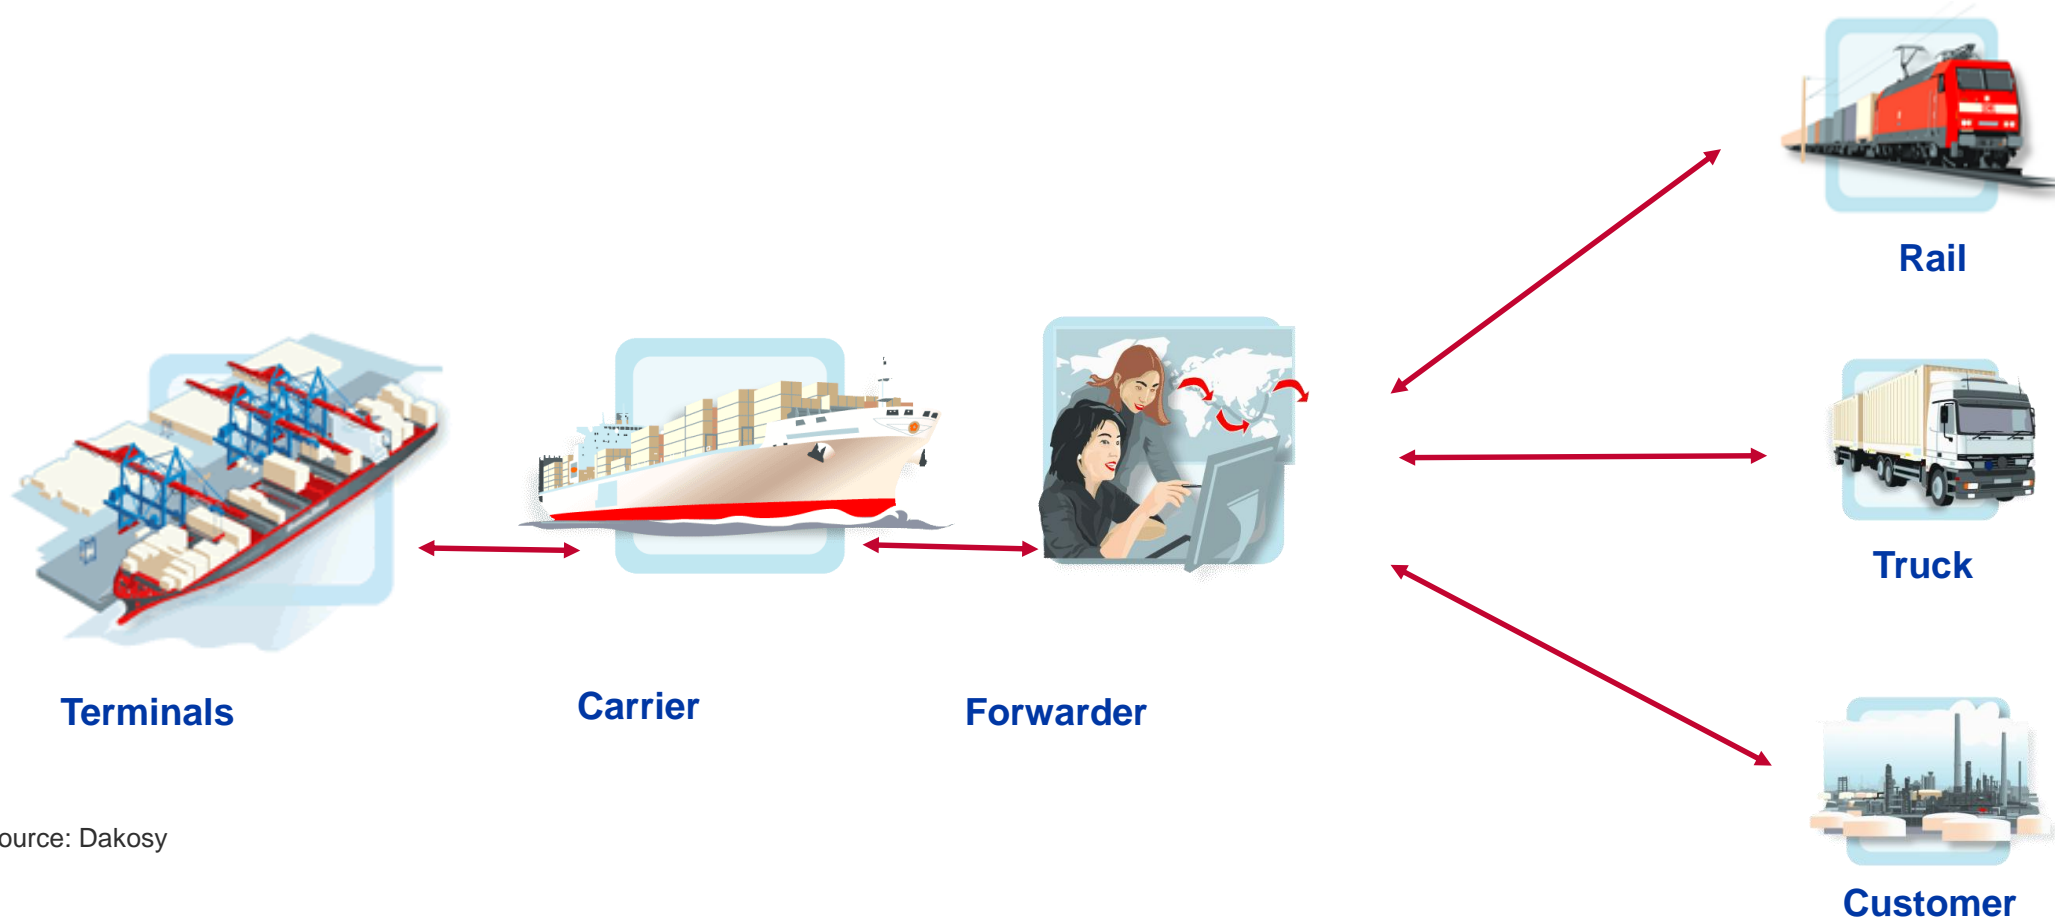 Rail
Truck
Terminals
Carrier
Forwarder
ource: Dakosy
Customer